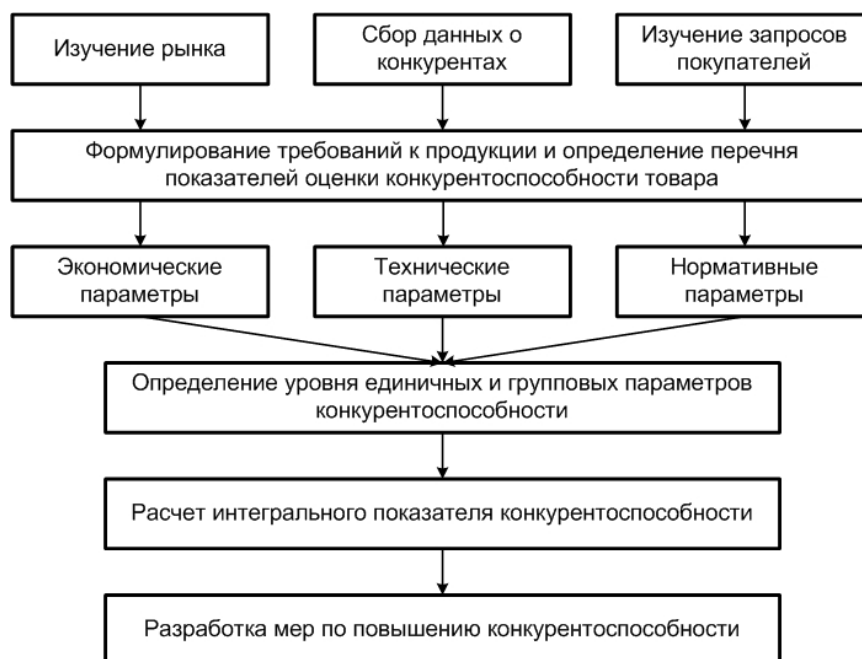 Изучение рынка
Сбор данных о
конкурентах
Изучение запросов
покупателей
Формулирование требований к продукции и определение перечня
показателей оценки конкурентоспособности товара
Экономические
параметры
Технические
параметры
Нормативные
параметры
Определение уровня единичных и групповых параметров
конкурентоспособности
Расчет интегрального показателя конкурентоспособности
Разработка мер по повышению конкурентоспособности